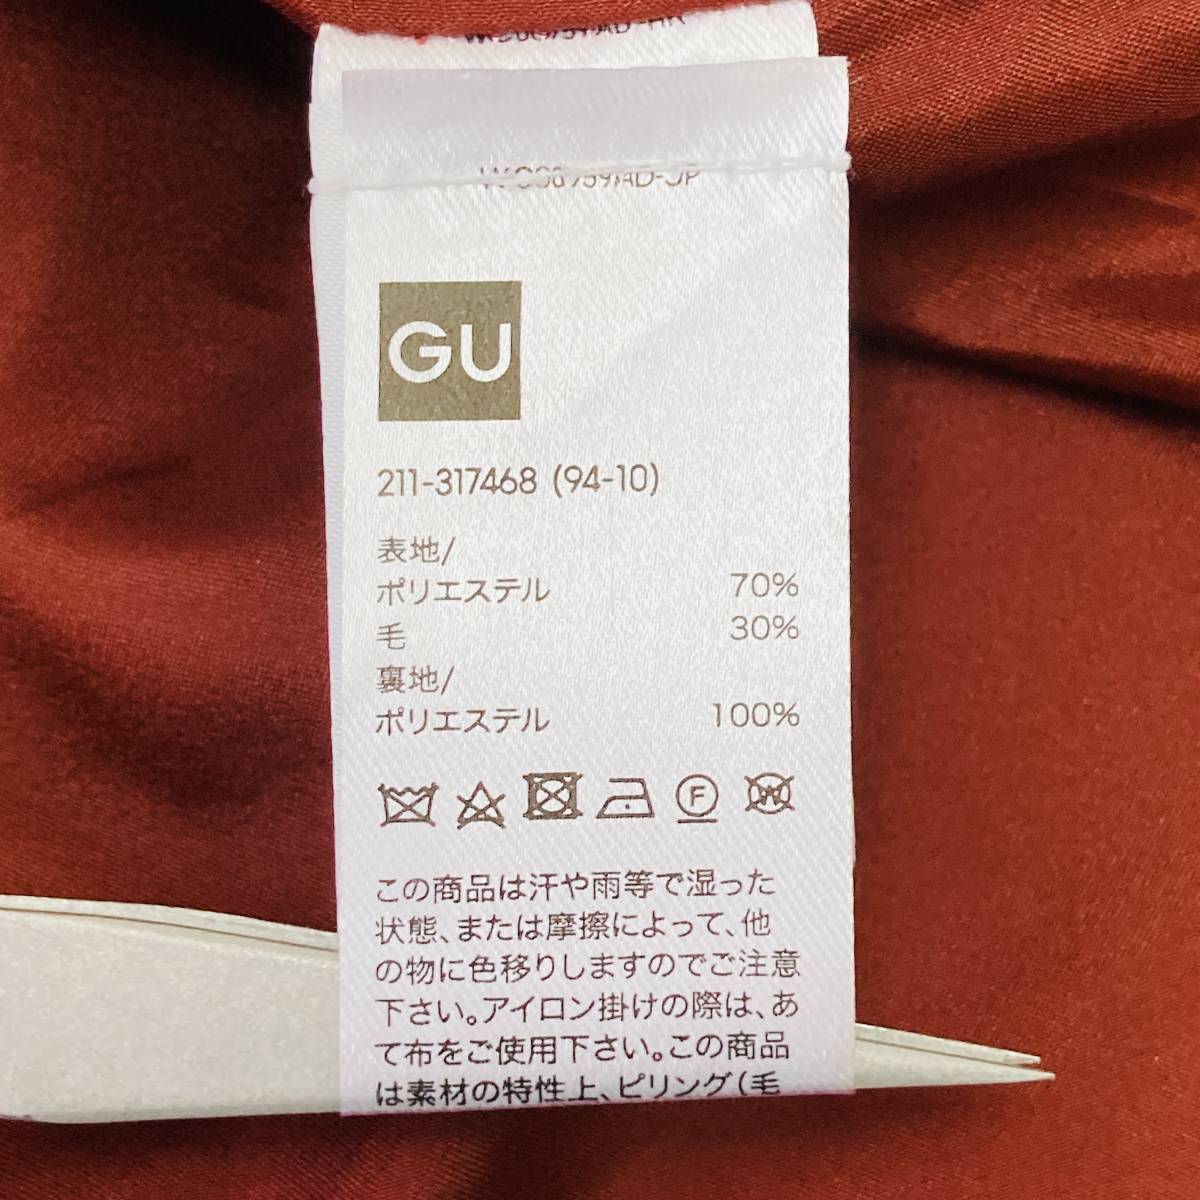 GU
211-317468 (94-10)
表地/
ポリエステル 70%
毛 30%
裏地/
ポリエステル 100%
F W
この商品は汗や雨等で湿った
状態、または摩擦によって、他
の物に色移りしますのでご注意
下さい。アイロン掛けの際は、あ
て布をご使用下さい。この商品
は素材の特性上、ピリング(毛